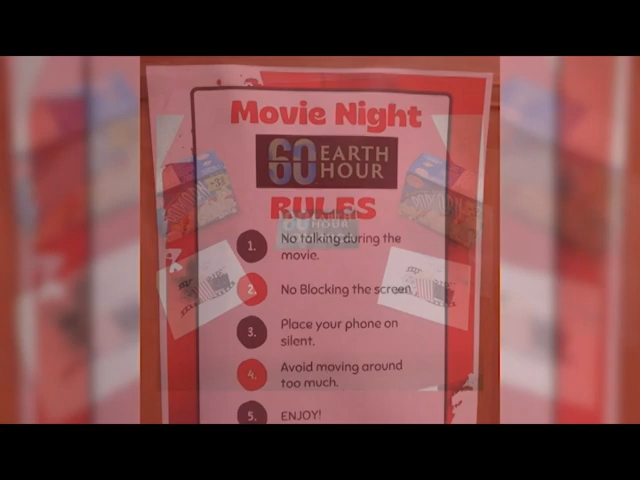 Movie Night
60 EARTH
HOUR
RULES
HOUR
1. No talking during the
movie.
2. No Blocking the screen
3. Place your phone on
silent.
4. Avoid moving around
too much.
5. ENJOY!